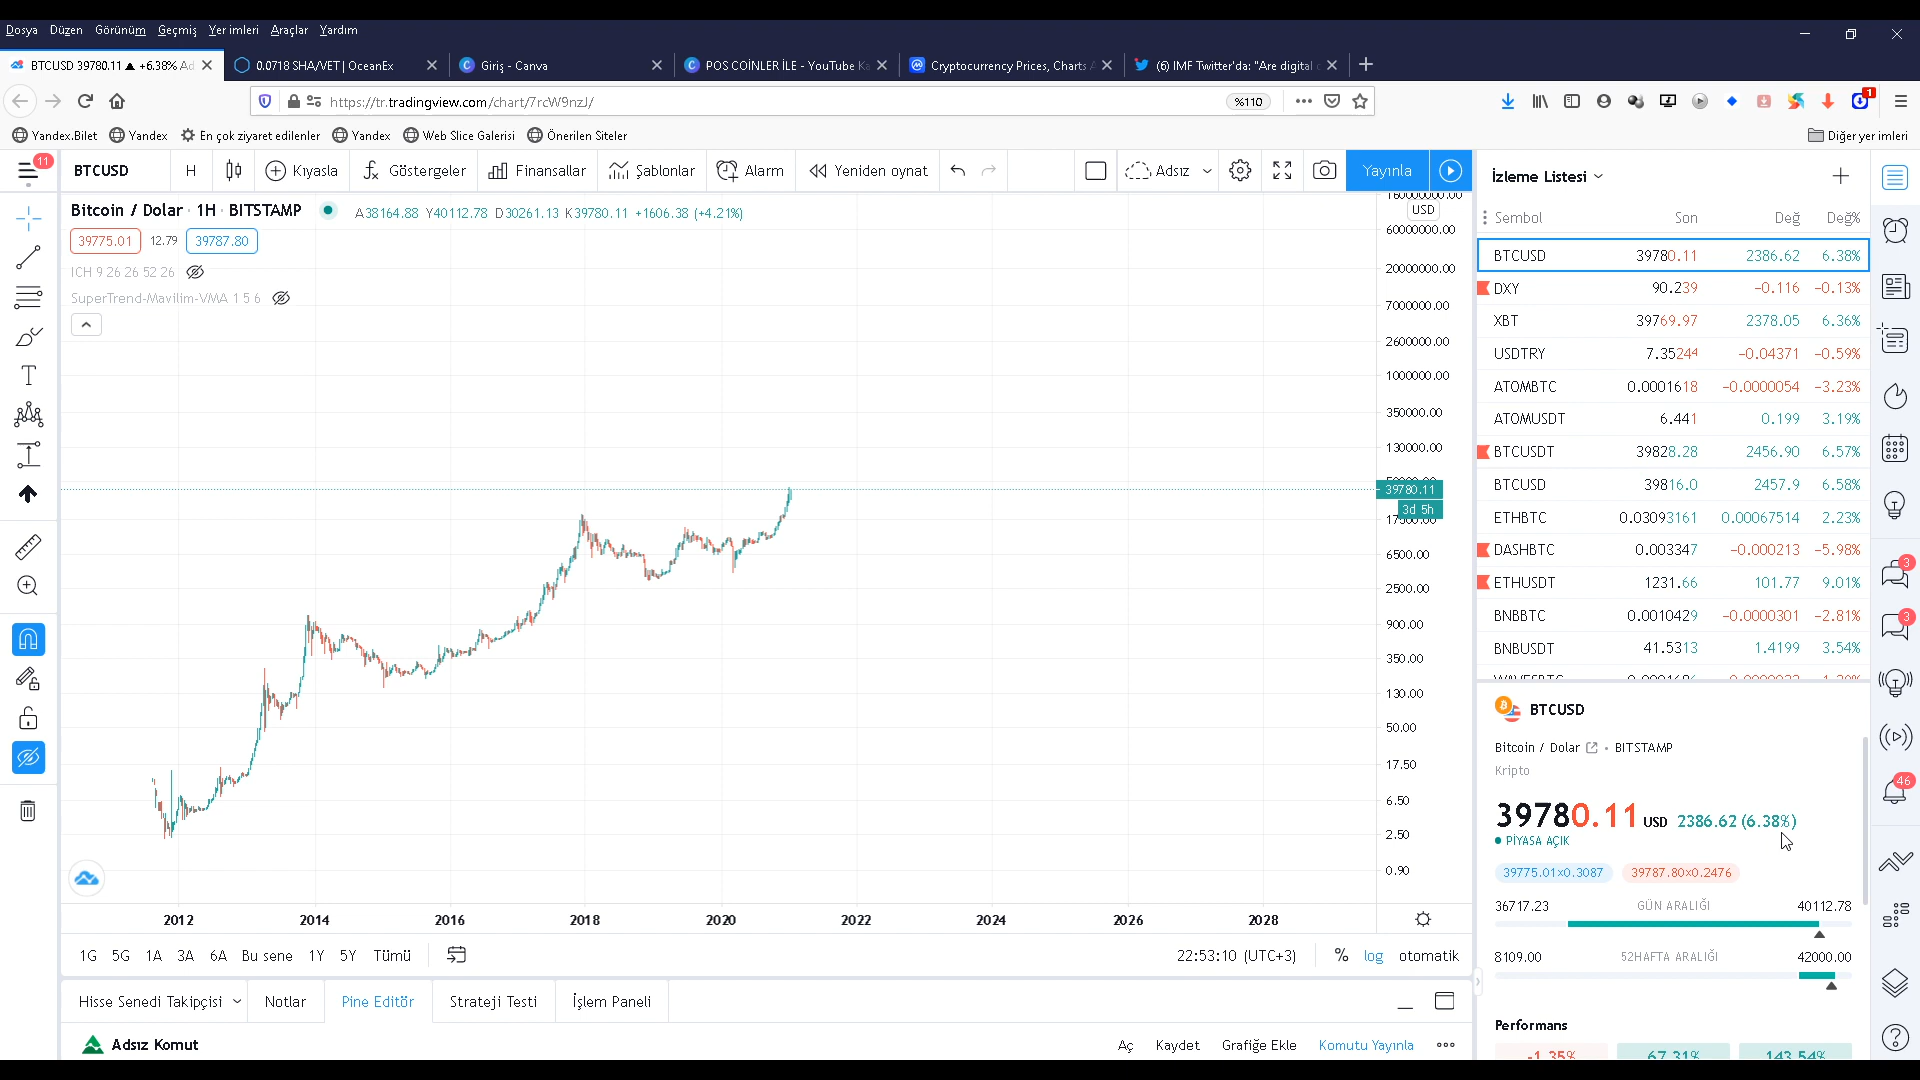 Dosya Düzen Görünüm Geçmiş Yer imleri Araçlar Yardım
BTCUSD 39780.11 ▲ +6.38% Ad
0.0718 SHA/VET | OceanEx
Giriş - Canva
POS COİNLER İLE - YouTube Ka
Cryptocurrency Prices, Charts A
(6) IMF Twitter'da: "Are digital c
https://tr.tradingview.com/chart/7rcW9nzJ/
%110
1
Yandex.Bilet Yandex En çok ziyaret edilenler Yandex Web Slice Galerisi Önerilen Siteler Diğer yer imleri
11
BTCUSD H Kıyasla Göstergeler Finansallar Şablonlar Alarm Yeniden oynat Adsız Yayınla
Bitcoin / Dolar · 1H · BITSTAMP A38164.88 Y40112.78 D30261.13 K39780.11 +1606.38 (+4.21%)
39775.01 12.79 39787.80
ICH 9 26 26 52 26
SuperTrend-Mavilim-VMA 1 5 6
USD
60000000.00
20000000.00
7000000.00
2600000.00
1000000.00
350000.00
130000.00
39780.11
3d 5h
6500.00
2500.00
900.00
350.00
130.00
50.00
17.50
6.50
2.50
0.90
2012 2014 2016 2018 2020 2022 2024 2026 2028
1G 5G 1A 3A 6A Bu sene 1Y 5Y Tümü 22:53:10 (UTC+3) % log otomatik
Hisse Senedi Takipçisi Notlar Pine Editör Strateji Testi İşlem Paneli
Adsız Komut Aç Kaydet Grafiğe Ekle Komutu Yayınla
İzleme Listesi
Sembol Son Değ Değ%
BTCUSD 39780.11 2386.62 6.38%
DXY 90.239 −0.116 −0.13%
XBT 39769.97 2378.05 6.36%
USDTRY 7.35244 −0.04371 −0.59%
ATOMBTC 0.0001618 −0.0000054 −3.23%
ATOMUSDT 6.441 0.199 3.19%
BTCUSDT 39828.28 2456.90 6.57%
BTCUSD 39816.0 2457.9 6.58%
ETHBTC 0.03093161 0.00067514 2.23%
DASHBTC 0.003347 −0.000213 −5.98%
ETHUSDT 1231.66 101.77 9.01%
BNBBTC 0.0010429 −0.0000301 −2.81%
BNBUSDT 41.5313 1.4199 3.54%
BTCUSD
Bitcoin / Dolar · BITSTAMP
Kripto
39780.11 USD 2386.62 (6.38%)
PİYASA AÇIK
39775.01×0.3087 39787.80×0.2476
36717.23 GÜN ARALIĞI 40112.78
8109.00 52HAFTA ARALIĞI 42000.00
Performans
-1.35% 67.31% 143.54%
3
3
46